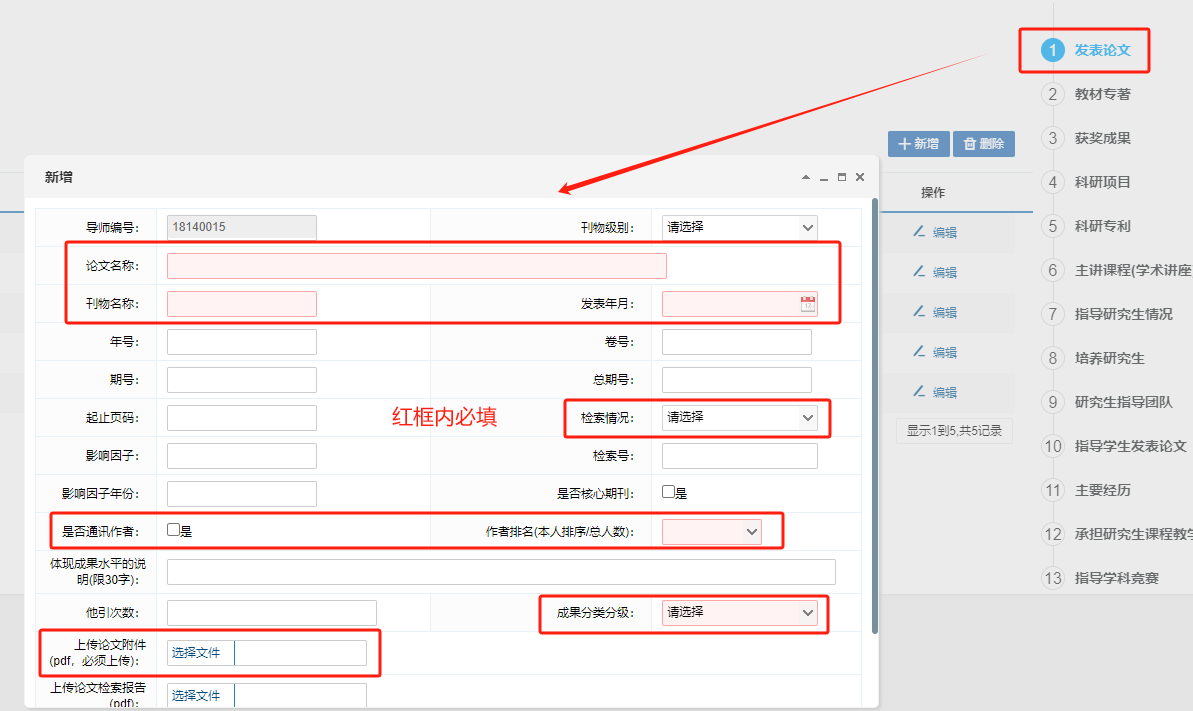 1 发表论文
2 教材专著
3 获奖成果
4 科研项目
5 科研专利
6 主讲课程(学术讲座
7 指导研究生情况
8 培养研究生
9 研究生指导团队
10 指导学生发表论文
11 主要经历
12 承担研究生课程教学
13 指导学科竞赛
新增 删除
操作
编辑
编辑
编辑
编辑
编辑
显示1到5,共5记录
新增
导师编号: 18140015 刊物级别: 请选择
论文名称:
刊物名称: 发表年月:
年号: 卷号:
期号: 总期号:
起止页码: 红框内必填 检索情况: 请选择
影响因子: 检索号:
影响因子年份: 是否核心期刊: 是
是否通讯作者: 是 作者排名(本人排序/总人数):
体现成果水平的说
明(限30字):
他引次数: 成果分类分级: 请选择
上传论文附件
(pdf，必须上传): 选择文件
上传论文检索报告
(pdf): 选择文件